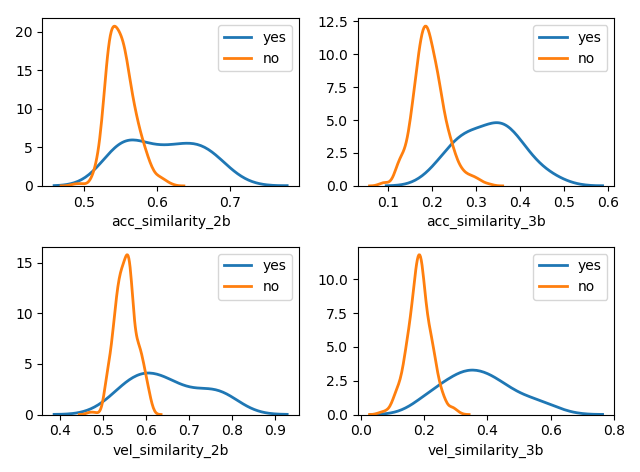 20
15
10
5
0
yes
no
0.5 0.6 0.7
acc_similarity_2b
12.5
10.0
7.5
5.0
2.5
0.0
yes
no
0.1 0.2 0.3 0.4 0.5 0.6
acc_similarity_3b
15
10
5
0
yes
no
0.4 0.5 0.6 0.7 0.8 0.9
vel_similarity_2b
10.0
7.5
5.0
2.5
0.0
yes
no
0.0 0.2 0.4 0.6 0.8
vel_similarity_3b